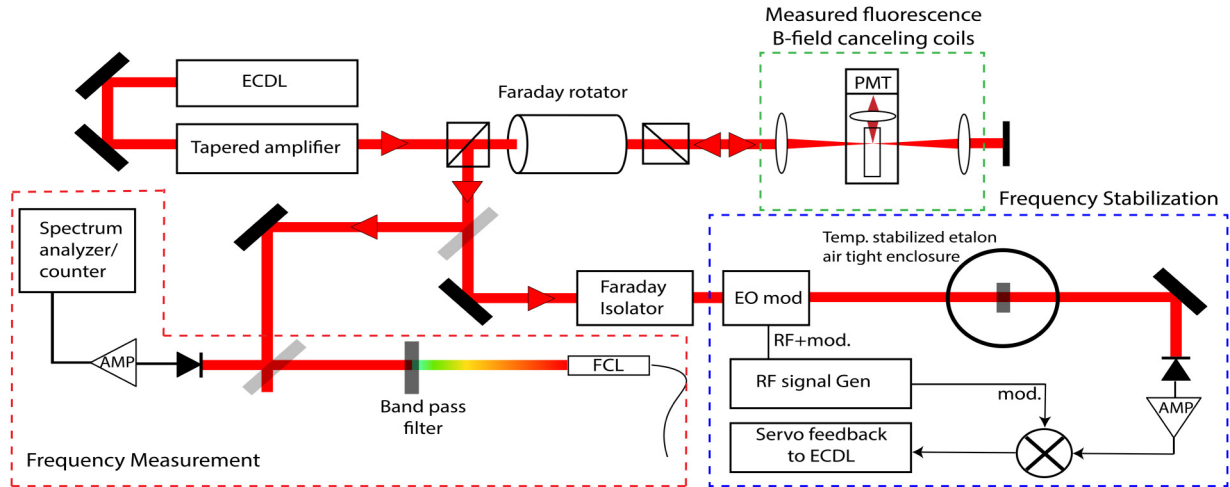 Measured fluorescence
B-field canceling coils
ECDL
PMT
Faraday rotator
Tapered amplifier
Frequency Stabilization
Spectrum
analyzer/
counter
Temp. stabilized etalon
air tight enclosure
Faraday
Isolator
EO mod
RF+mod.
AMP
FCL
RF signal Gen
mod.
AMP
Band pass
filter
Servo feedback
to ECDL
Frequency Measurement